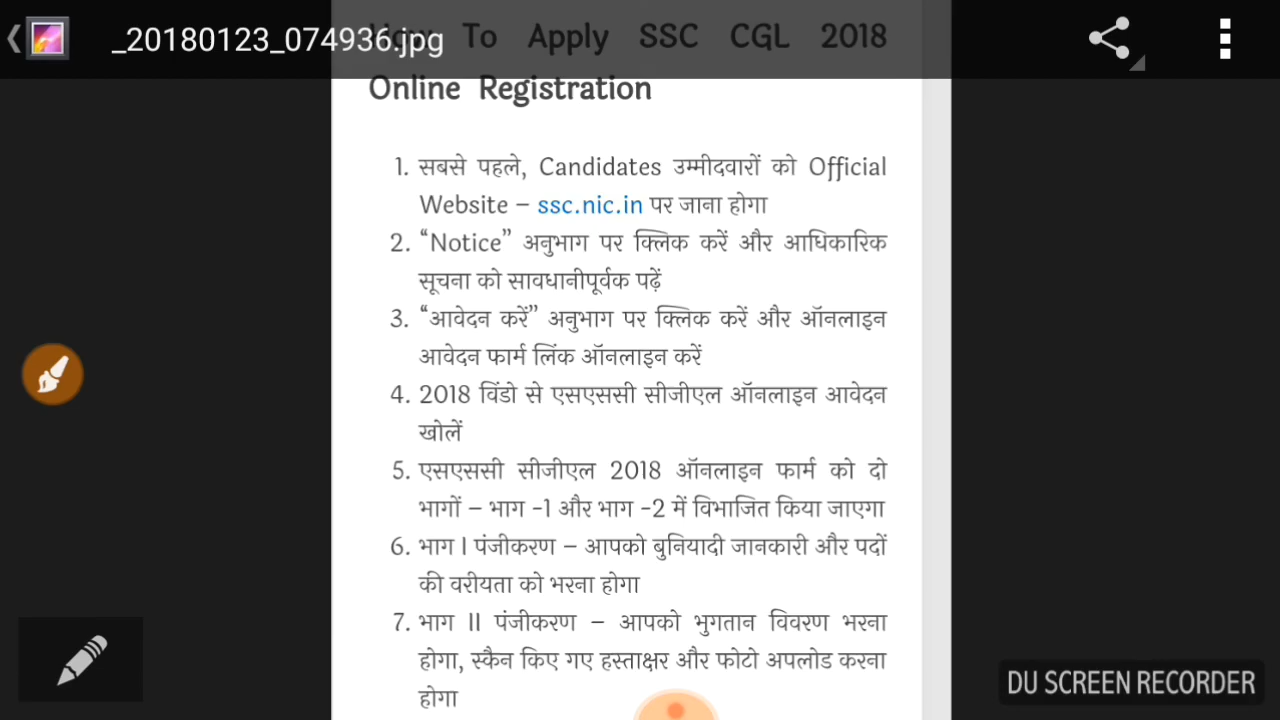 _20180123_074936.jpg
How To Apply SSC CGL 2018
Online Registration
1. सबसे पहले, Candidates उम्मीदवारों को Official
Website – ssc.nic.in पर जाना होगा
2. “Notice” अनुभाग पर क्लिक करें और आधिकारिक
सूचना को सावधानीपूर्वक पढ़ें
3. “आवेदन करें” अनुभाग पर क्लिक करें और ऑनलाइन
आवेदन फार्म लिंक ऑनलाइन करें
4. 2018 विंडो से एसएससी सीजीएल ऑनलाइन आवेदन
खोलें
5. एसएससी सीजीएल 2018 ऑनलाइन फार्म को दो
भागों – भाग -1 और भाग -2 में विभाजित किया जाएगा
6. भाग I पंजीकरण – आपको बुनियादी जानकारी और पदों
की वरीयता को भरना होगा
7. भाग II पंजीकरण – आपको भुगतान विवरण भरना
होगा, स्कैन किए गए हस्ताक्षर और फोटो अपलोड करना
होगा
DU SCREEN RECORDER